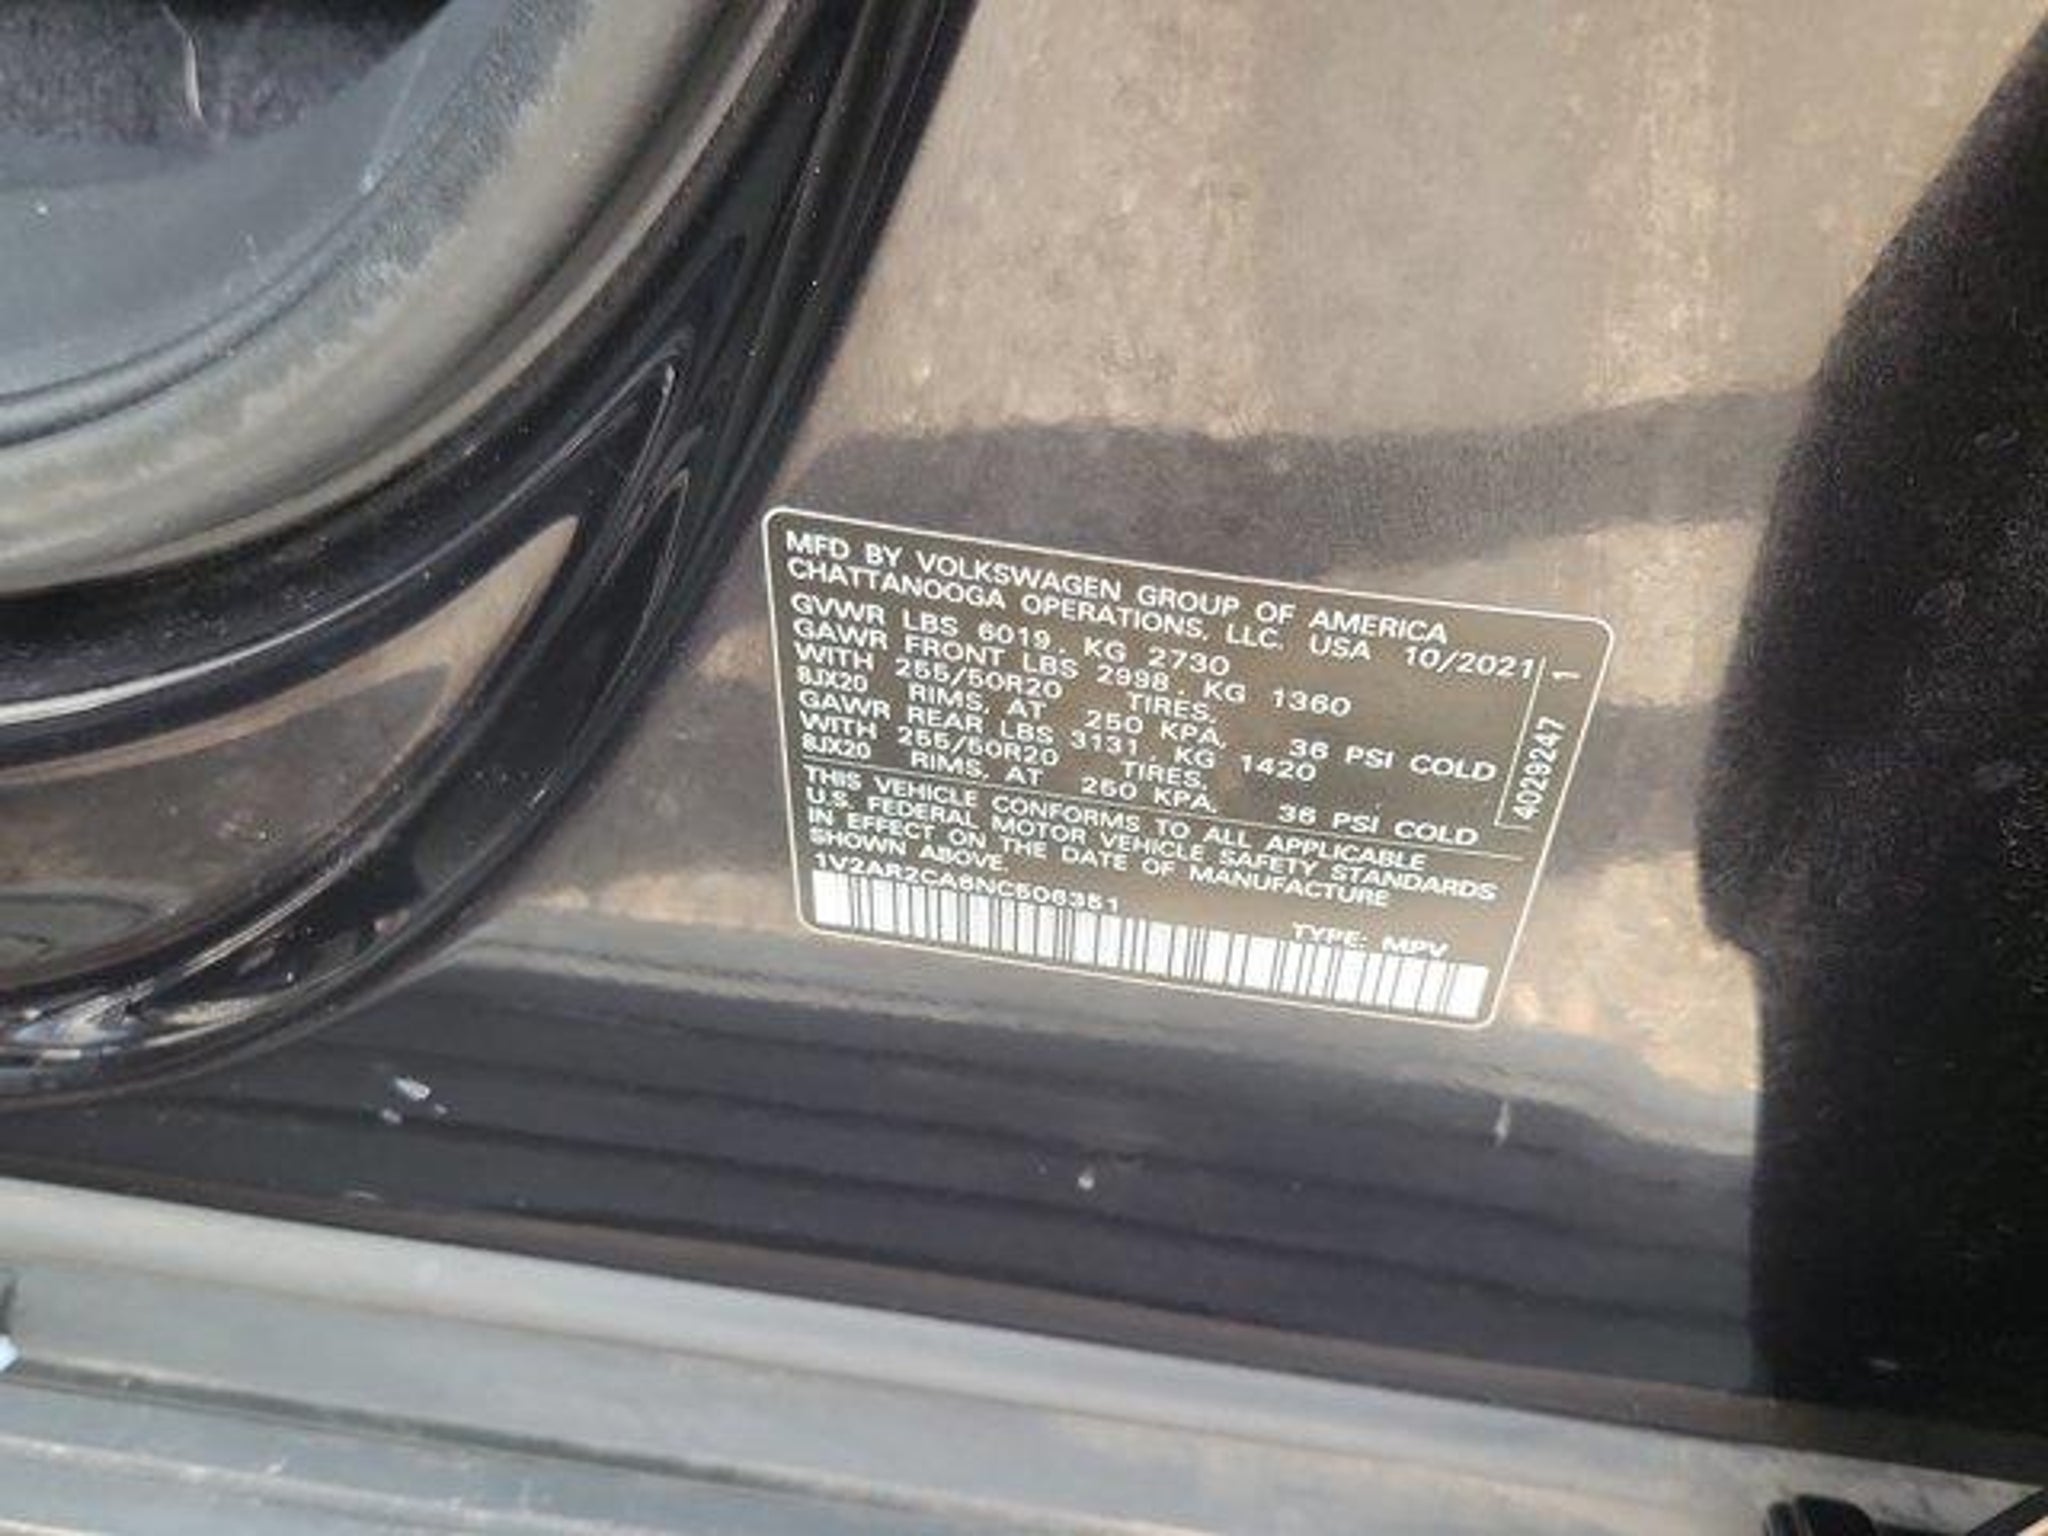 MFD BY VOLKSWAGEN GROUP OF AMERICA
CHATTANOOGA OPERATIONS, LLC, USA 10/2021
GVWR LBS 6019, KG 2730
GAWR FRONT LBS 2998, KG 1360
WITH 255/50R20 TIRES,
8JX20 RIMS, AT 250 KPA, 36 PSI COLD
GAWR REAR LBS 3131, KG 1420
WITH 255/50R20 TIRES,
8JX20 RIMS, AT 250 KPA, 36 PSI COLD
THIS VEHICLE CONFORMS TO ALL APPLICABLE
U.S. FEDERAL MOTOR VEHICLE SAFETY STANDARDS
IN EFFECT ON THE DATE OF MANUFACTURE
SHOWN ABOVE.
1V2AR2CA6NC506351
TYPE: MPV
4029247 1